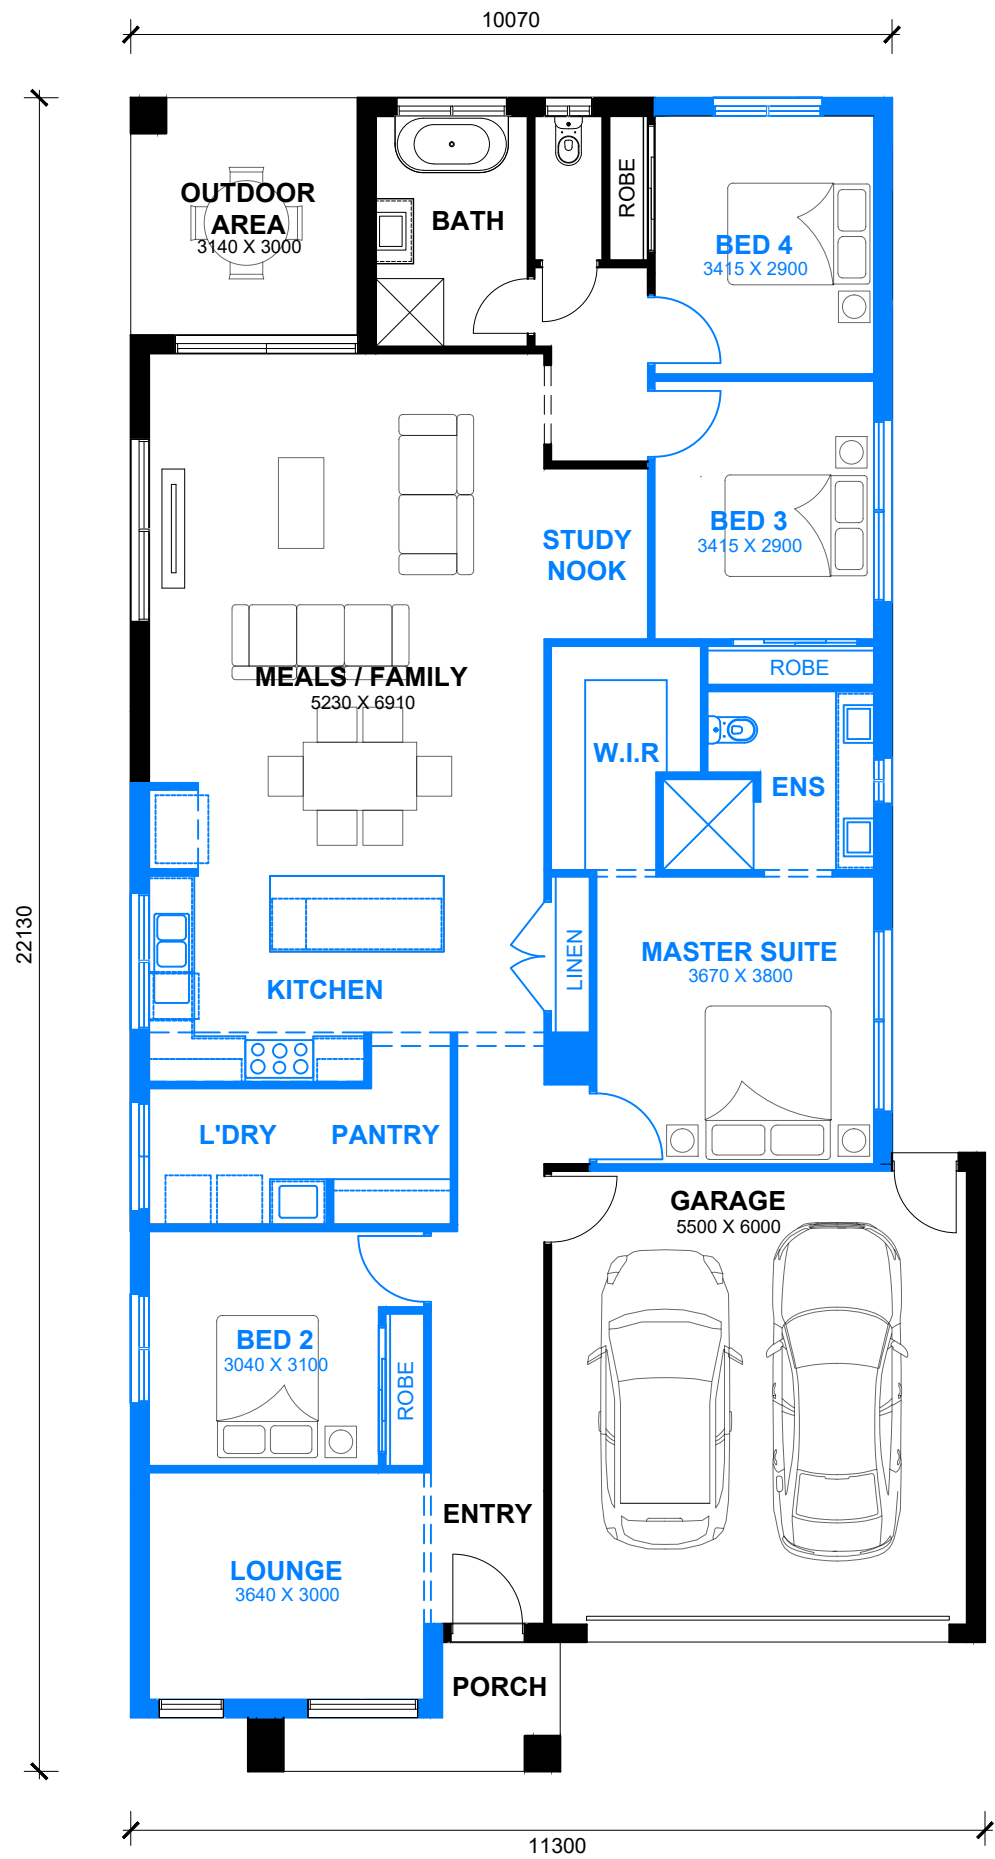 10070
OUTDOOR
AREA
3140 X 3000
BATH
ROBE
BED 4
3415 X 2900
BED 3
3415 X 2900
STUDY
NOOK
MEALS / FAMILY
5230 X 6910
ROBE
W.I.R
ENS
22130
KITCHEN
LINEN
MASTER SUITE
3670 X 3800
L'DRY
PANTRY
GARAGE
5500 X 6000
BED 2
3040 X 3100
ROBE
ENTRY
LOUNGE
3640 X 3000
PORCH
11300